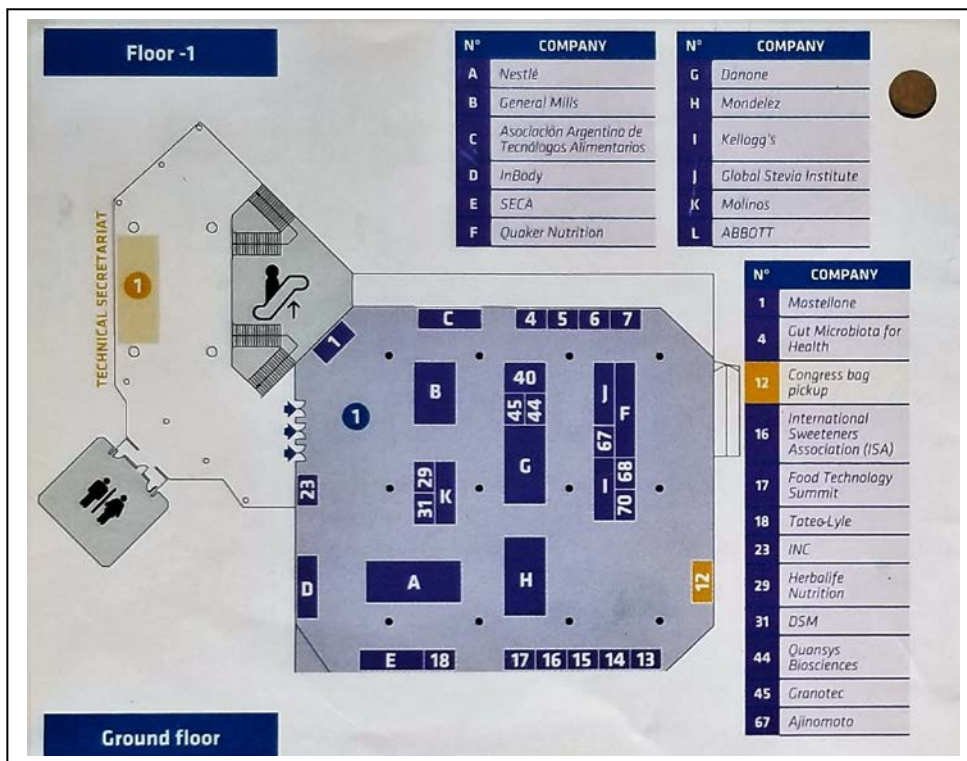 Floor -1
N° COMPANY
A Nestlé
B General Mills
C Asociación Argentina de
Tecnólogos Alimentarios
D InBody
E SECA
F Quaker Nutrition
N° COMPANY
G Danone
H Mondelez
I Kellogg's
J Global Stevia Institute
K Molinos
L ABBOTT
N° COMPANY
1 Mastellone
4 Gut Microbiota for
Health
12 Congress bag
pickup
16 International
Sweeteners
Association (ISA)
17 Food Technology
Summit
18 Tateo-Lyle
23 INC
29 Herbalife
Nutrition
31 DSM
44 Quansys
Biosciences
45 Granotec
67 Ajinomoto
TECHNICAL SECRETARIAT
1
1
C
4 5 6 7
1
B
40
45 44
J
F
67
G
29
31
K
I
68
70
23
D
A
H
12
E 18
17 16 15 14 13
Ground floor